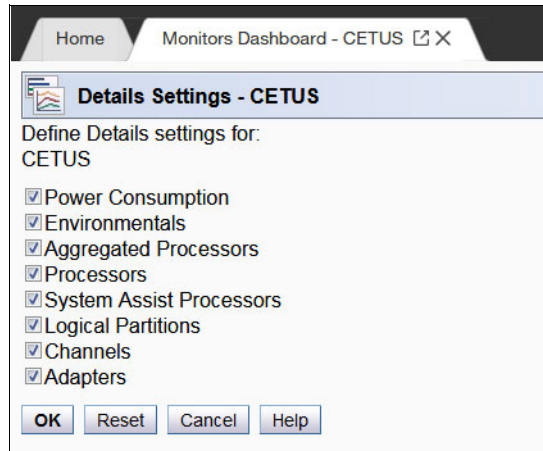 Home
Monitors Dashboard - CETUS
Details Settings - CETUS
Define Details settings for:
CETUS
Power Consumption
Environmentals
Aggregated Processors
Processors
System Assist Processors
Logical Partitions
Channels
Adapters
OK Reset Cancel Help